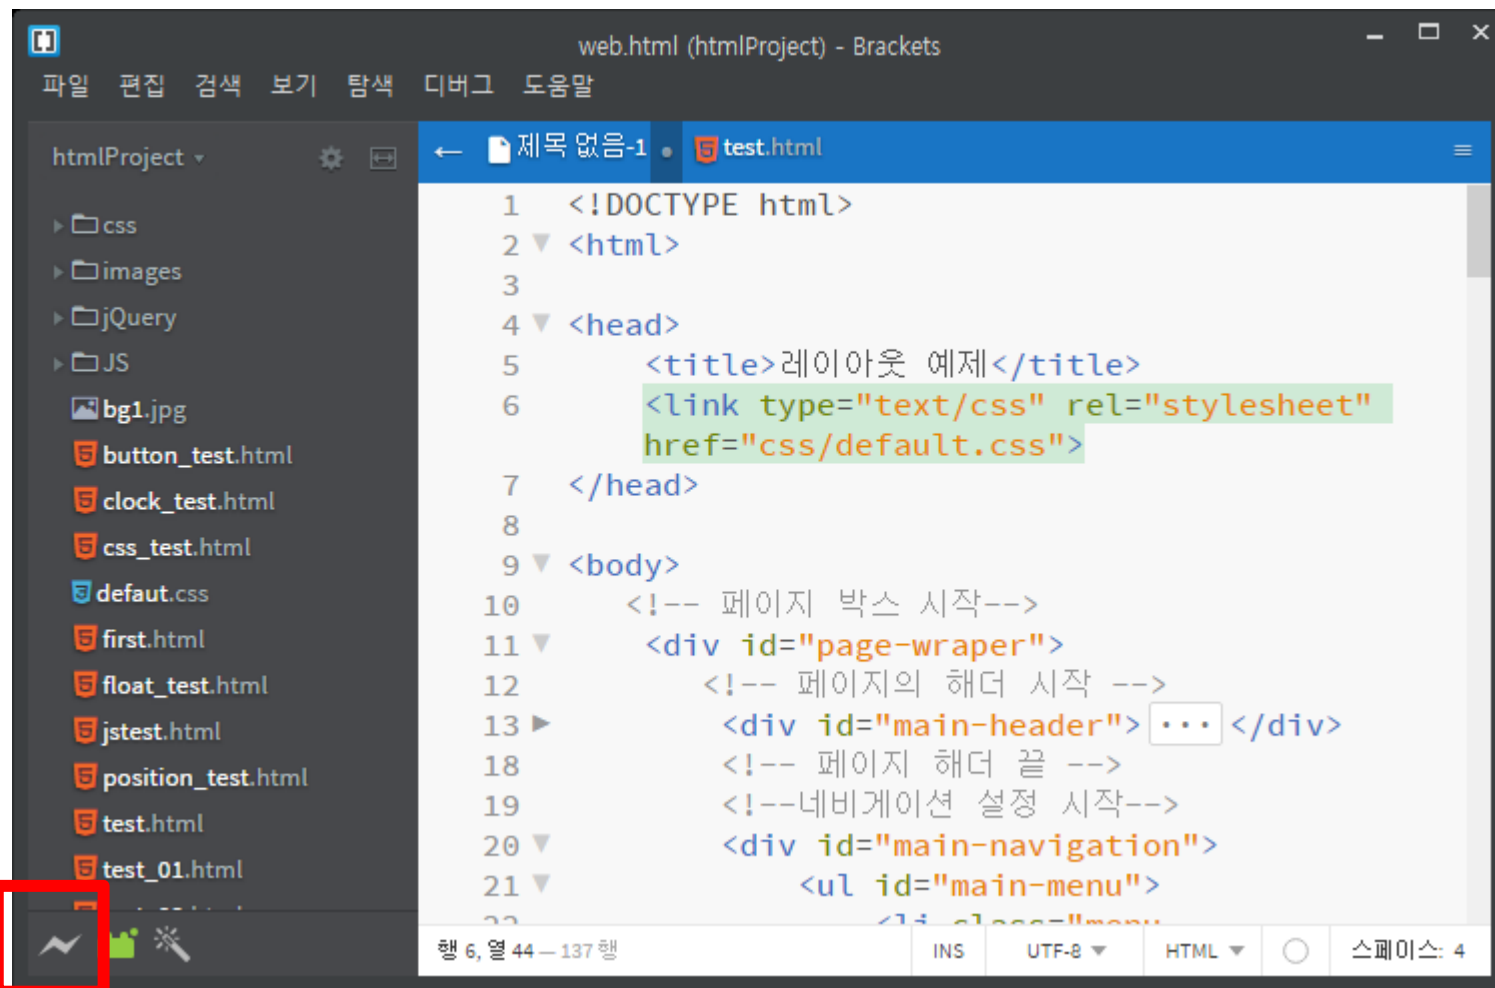 web.html (htmlProject) - Brackets
파일 편집 검색 보기 탐색 디버그 도움말
htmlProject
css
images
jQuery
JS
bg1.jpg
button_test.html
clock_test.html
css_test.html
defaut.css
first.html
float_test.html
jstest.html
position_test.html
test.html
test_01.html
← 제목 없음-1 • test.html
1 <!DOCTYPE html>
2 <html>
3
4 <head>
5 <title>레이아웃 예제</title>
6 <link type="text/css" rel="stylesheet"
href="css/default.css">
7 </head>
8
9 <body>
10 <!-- 페이지 박스 시작-->
11 <div id="page-wraper">
12 <!-- 페이지의 해더 시작 -->
13 <div id="main-header">...</div>
18 <!-- 페이지 해더 끝 -->
19 <!--네비게이션 설정 시작-->
20 <div id="main-navigation">
21 <ul id="main-menu">
22 <li class="menu
행 6, 열 44 — 137 행 INS UTF-8 HTML 스페이스: 4